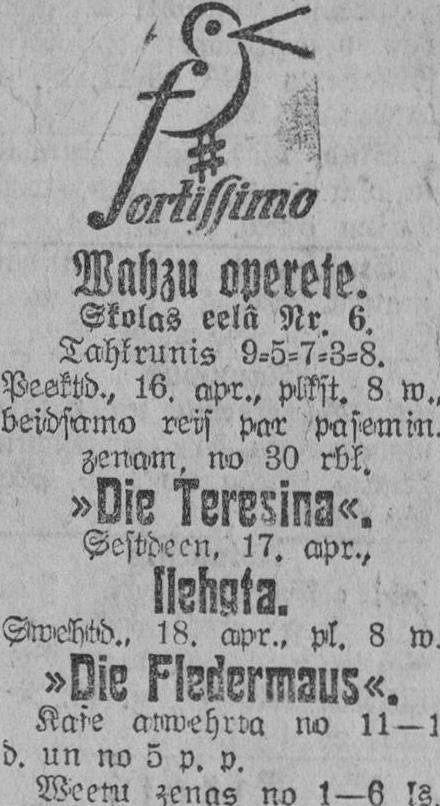 fortissimo
Wahzu operete.
Skolas eelâ Nr. 6.
Tahlrunis 9=5=7=3=8.
Peektd., 16. apr., plkst. 8 w.,
beidsamo reis par pasemin.
zenam, no 30 rbl.
»Die Teresina«.
Sestdeen, 17. apr.,
slehgta.
Swehtd., 18. apr., pl. 8 w.
»Die Fledermaus«.
Kase atwehrta no 11—1
d. un no 5 p. p.
Weetu zenas no 1—6 ls.